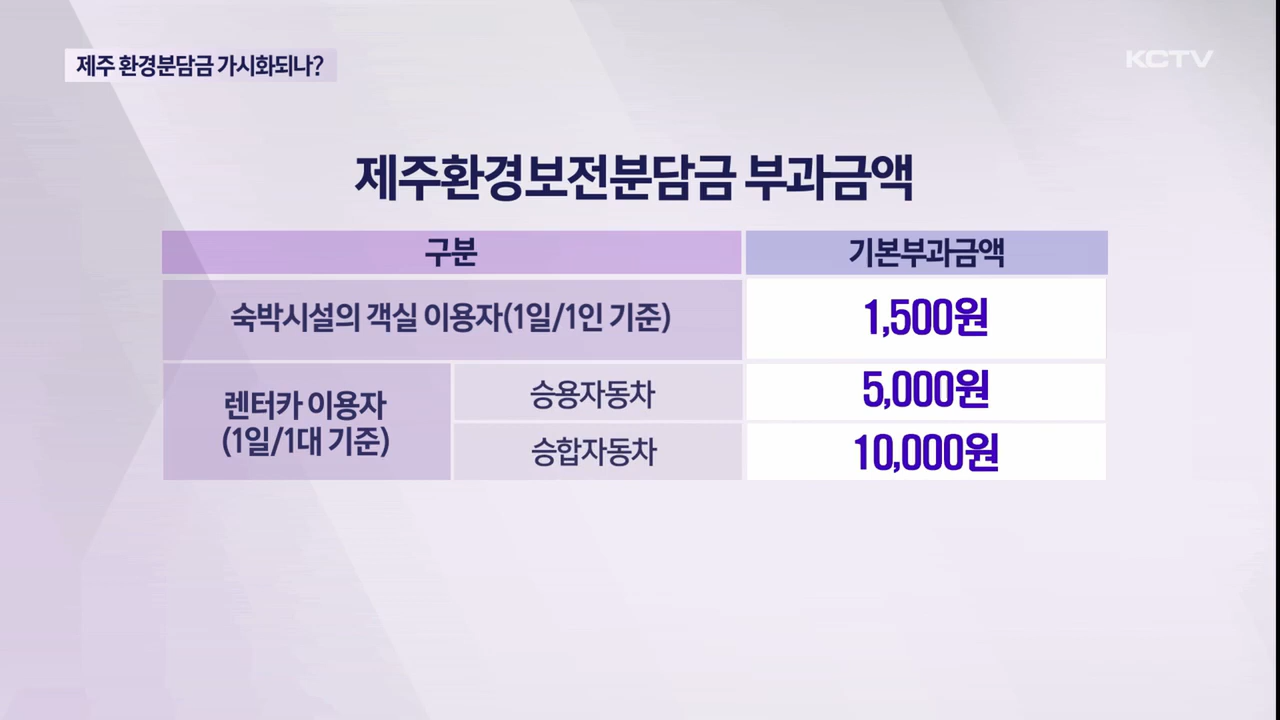 제주 환경분담금 가시화되나?
KCTV
제주환경보전분담금 부과금액
구분
기본부과금액
숙박시설의 객실 이용자(1일/1인 기준)
1,500원
렌터카 이용자
(1일/1대 기준)
승용자동차
5,000원
승합자동차
10,000원